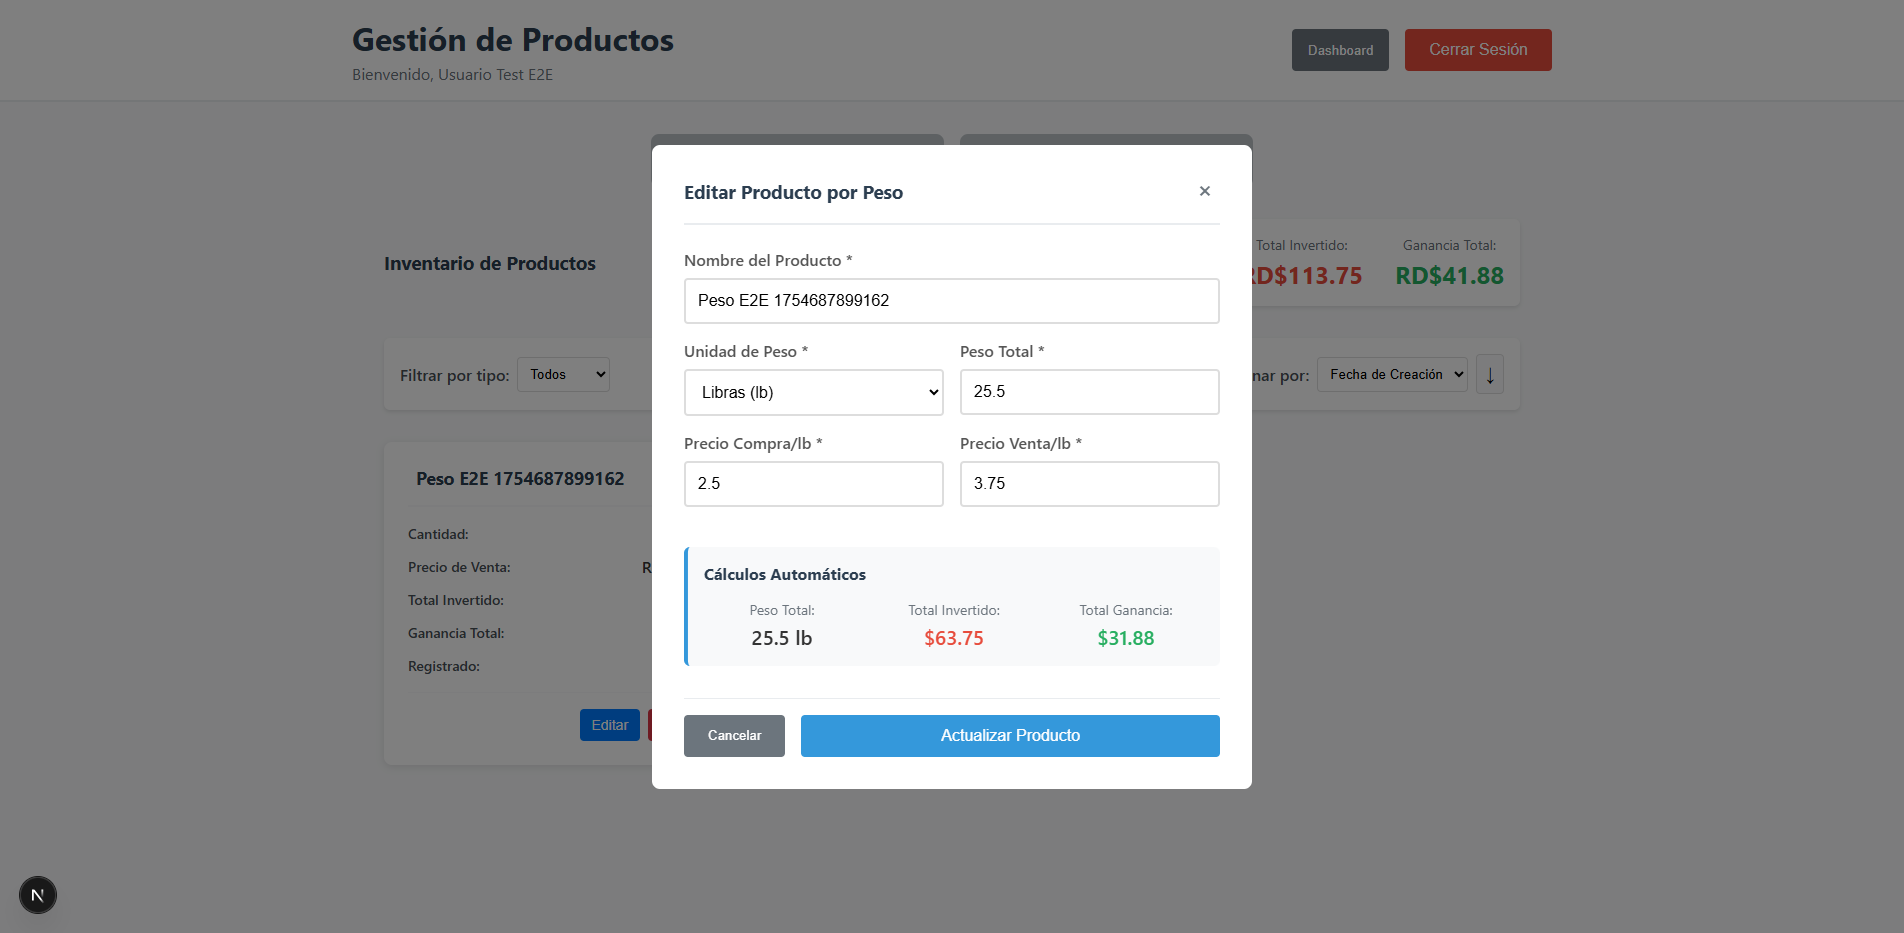 Gestión de Productos
Bienvenido, Usuario Test E2E
Dashboard
Cerrar Sesión
Editar Producto por Peso
×
Nombre del Producto *
Peso E2E 1754687899162
Unidad de Peso *
Peso Total *
Libras (lb)
25.5
Precio Compra/lb *
Precio Venta/lb *
2.5
3.75
Cálculos Automáticos
Peso Total:
Total Invertido:
Total Ganancia:
25.5 lb
$63.75
$31.88
Cancelar
Actualizar Producto
Inventario de Productos
Total Invertido:
Ganancia Total:
RD$113.75
RD$41.88
Filtrar por tipo:
Todos
nar por:
Fecha de Creación
↓
Peso E2E 1754687899162
Cantidad:
Precio de Venta:
R
Total Invertido:
Ganancia Total:
Registrado:
Editar
N